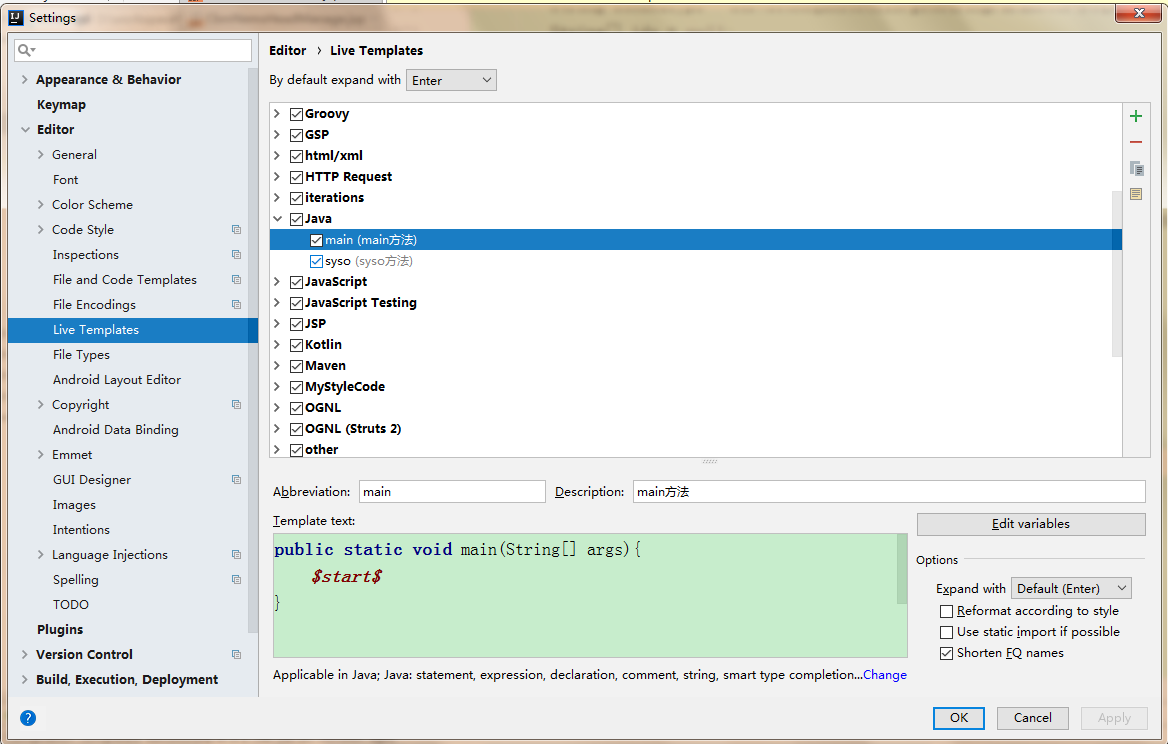 Settings
Appearance & Behavior
Keymap
Editor
General
Font
Color Scheme
Code Style
Inspections
File and Code Templates
File Encodings
Live Templates
File Types
Android Layout Editor
Copyright
Android Data Binding
Emmet
GUI Designer
Images
Intentions
Language Injections
Spelling
TODO
Plugins
Version Control
Build, Execution, Deployment
Editor › Live Templates
By default expand with Enter
Groovy
GSP
html/xml
HTTP Request
iterations
Java
main (main方法)
syso (syso方法)
JavaScript
JavaScript Testing
JSP
Kotlin
Maven
MyStyleCode
OGNL
OGNL (Struts 2)
other
Abbreviation: main Description: main方法
Template text:
public static void main(String[] args){
$start$
}
Edit variables
Options
Expand with Default (Enter)
Reformat according to style
Use static import if possible
Shorten FQ names
Applicable in Java; Java: statement, expression, declaration, comment, string, smart type completion...Change
? OK Cancel Apply